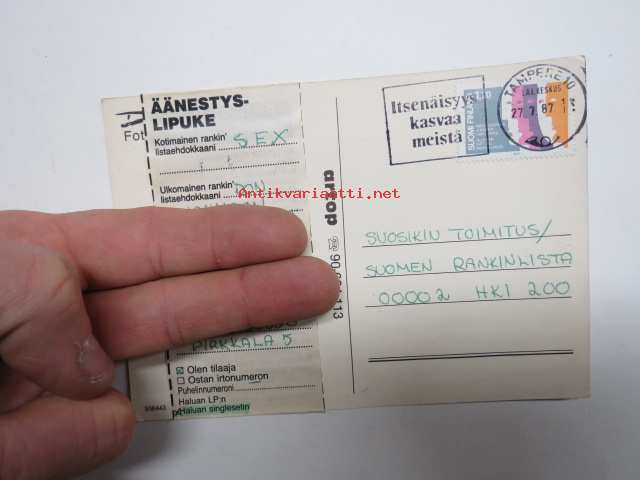 ÄÄNESTYS-
LIPUKE
Kotimainen rankin'
listaehdokkaani SEX
Ulkomainen rankin'
listaehdokkaani
PIRKKALA 5
Olen tilaaja
Ostan irtonumeron
Puhelinnumeroni
Haluan LP:n
Haluan singlesetin
Fot
Antikvariaatti.net
Itsenäisyys
kasvaa
meistä
SUOMI FINLAND
TAMPERE 10
27.7.87
SUOSIKIN TOIMITUS/
SUOMEN RANKINLISTA
00002 HKI 200